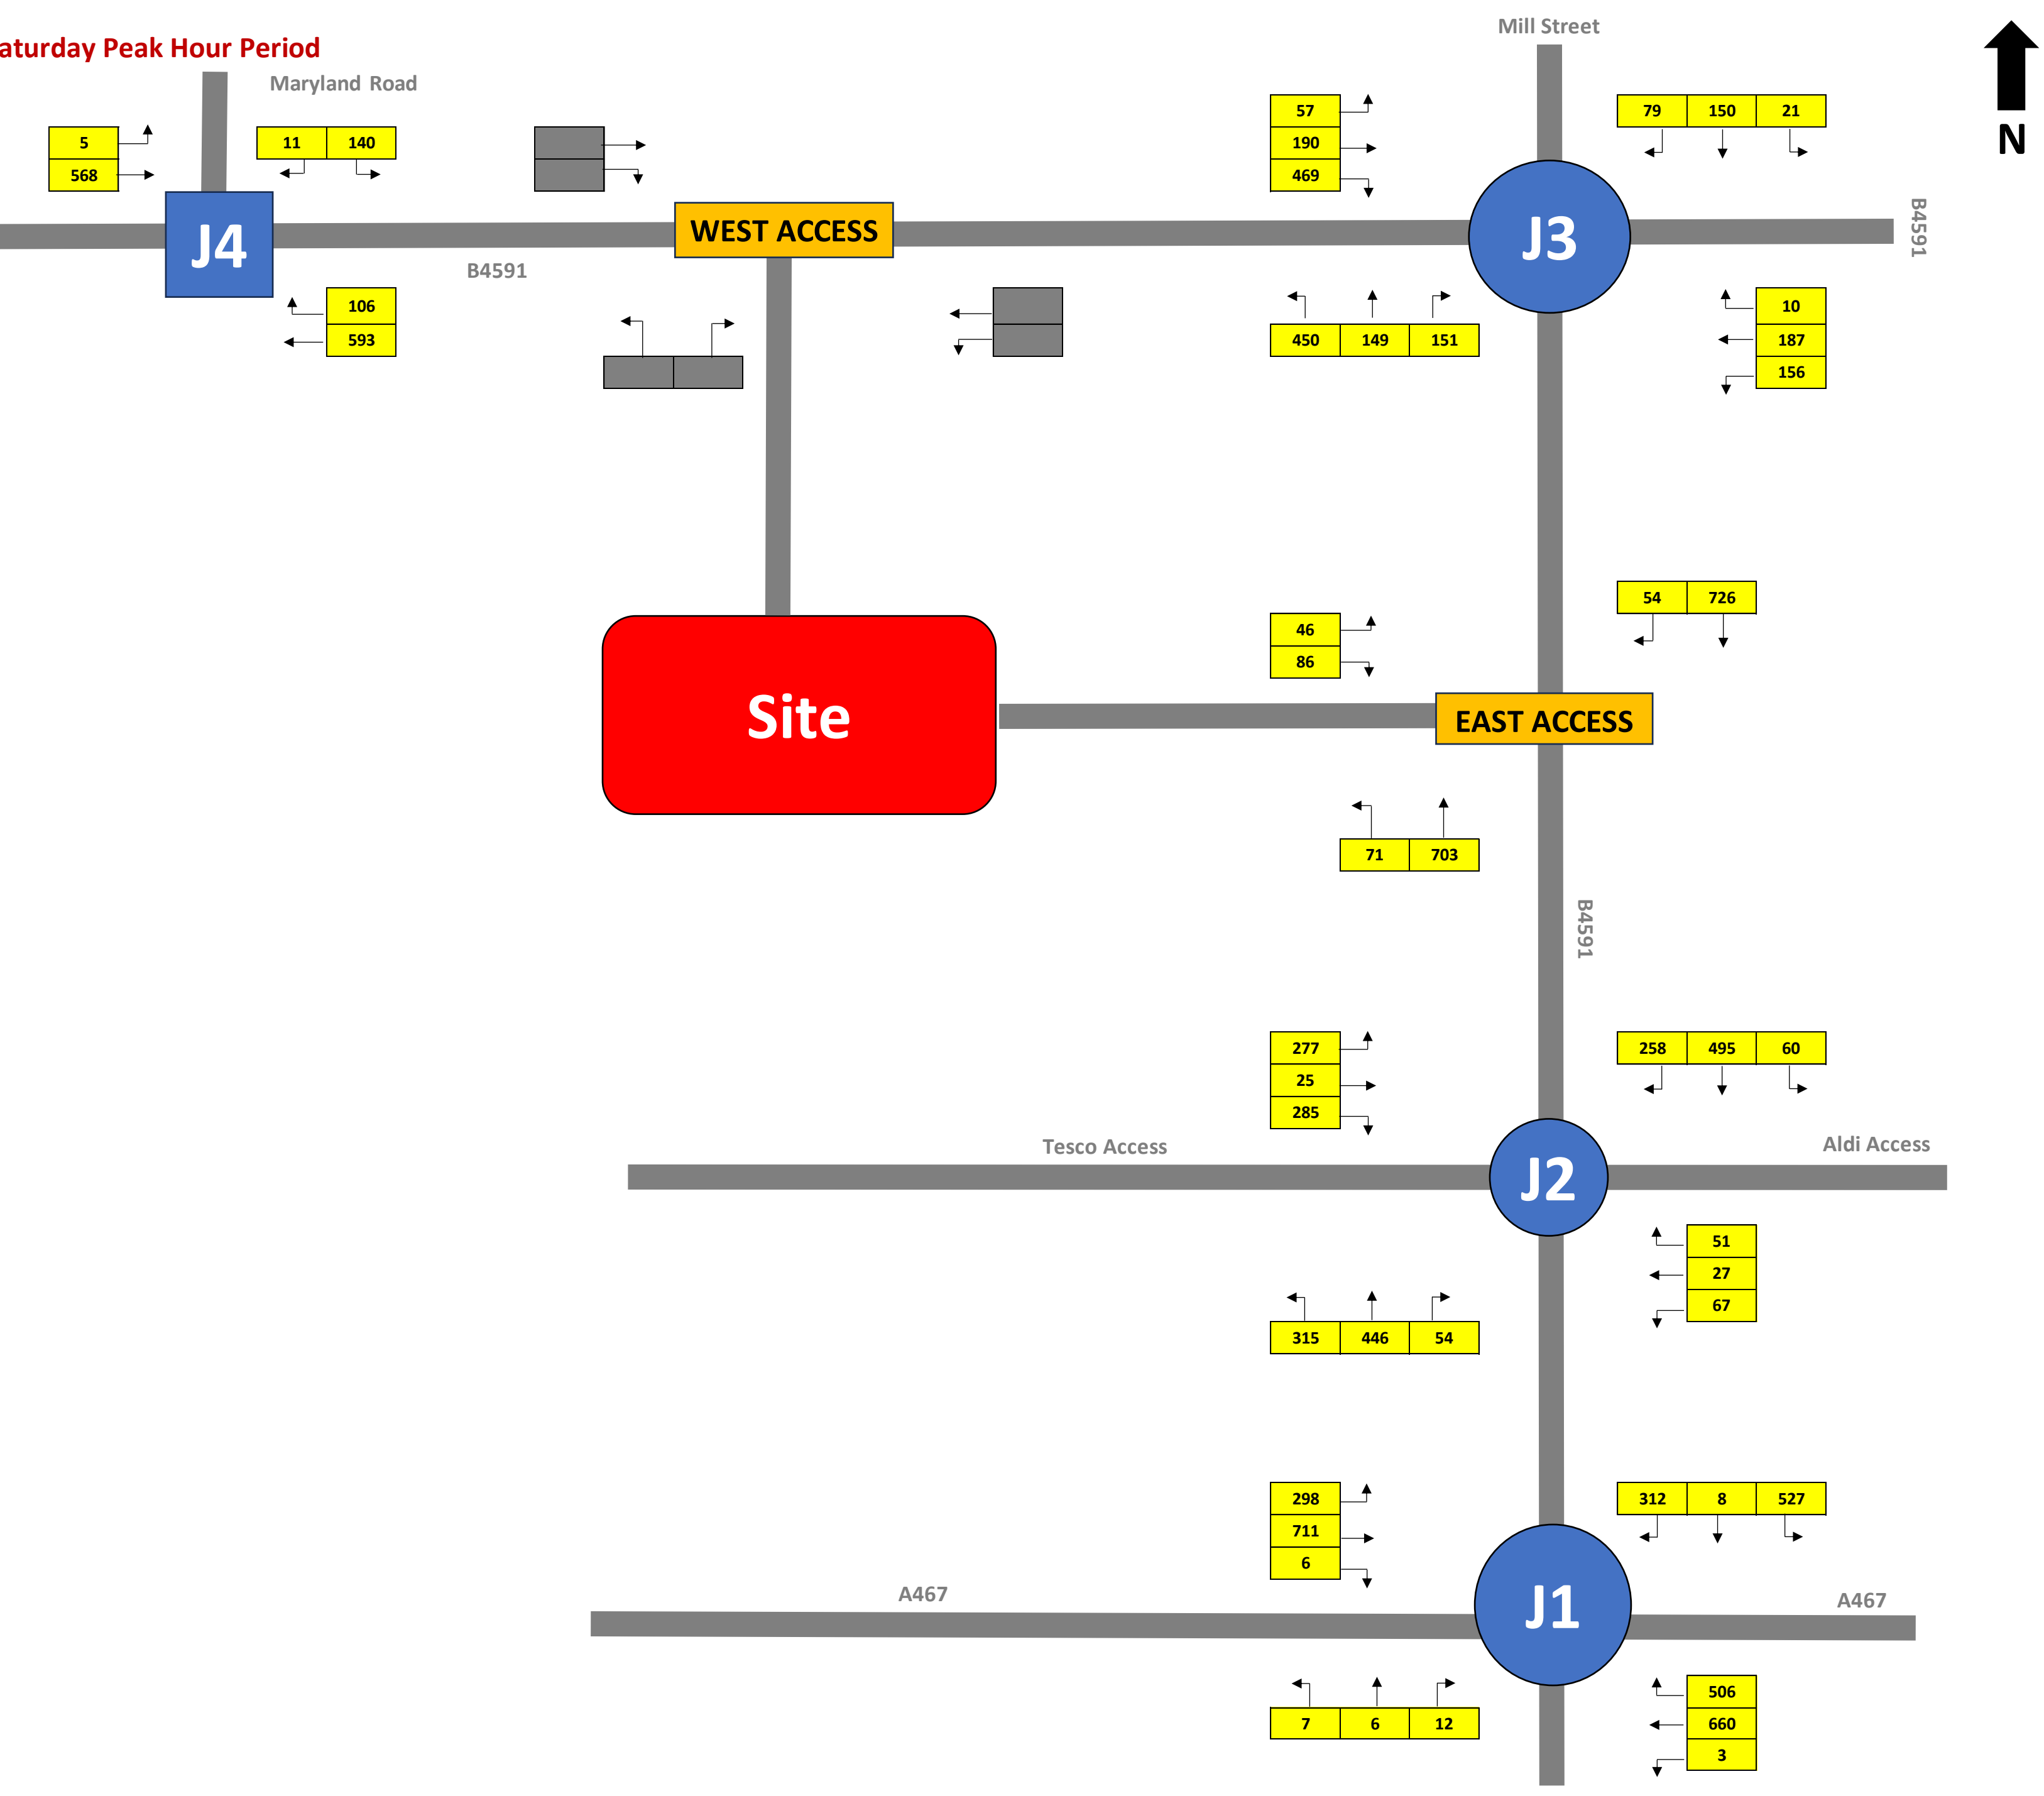 Mill Street
aturday Peak Hour Period
Maryland Road
N
5
568
11 140
57
190
469
79 150 21
J4
WEST ACCESS
J3
B4591
B4591
106
593
450 149 151
10
187
156
54 726
46
86
Site
EAST ACCESS
71 703
B4591
277
25
285
258 495 60
Tesco Access
Aldi Access
J2
51
27
67
315 446 54
298
711
6
312 8 527
A467
A467
J1
7 6 12
506
660
3